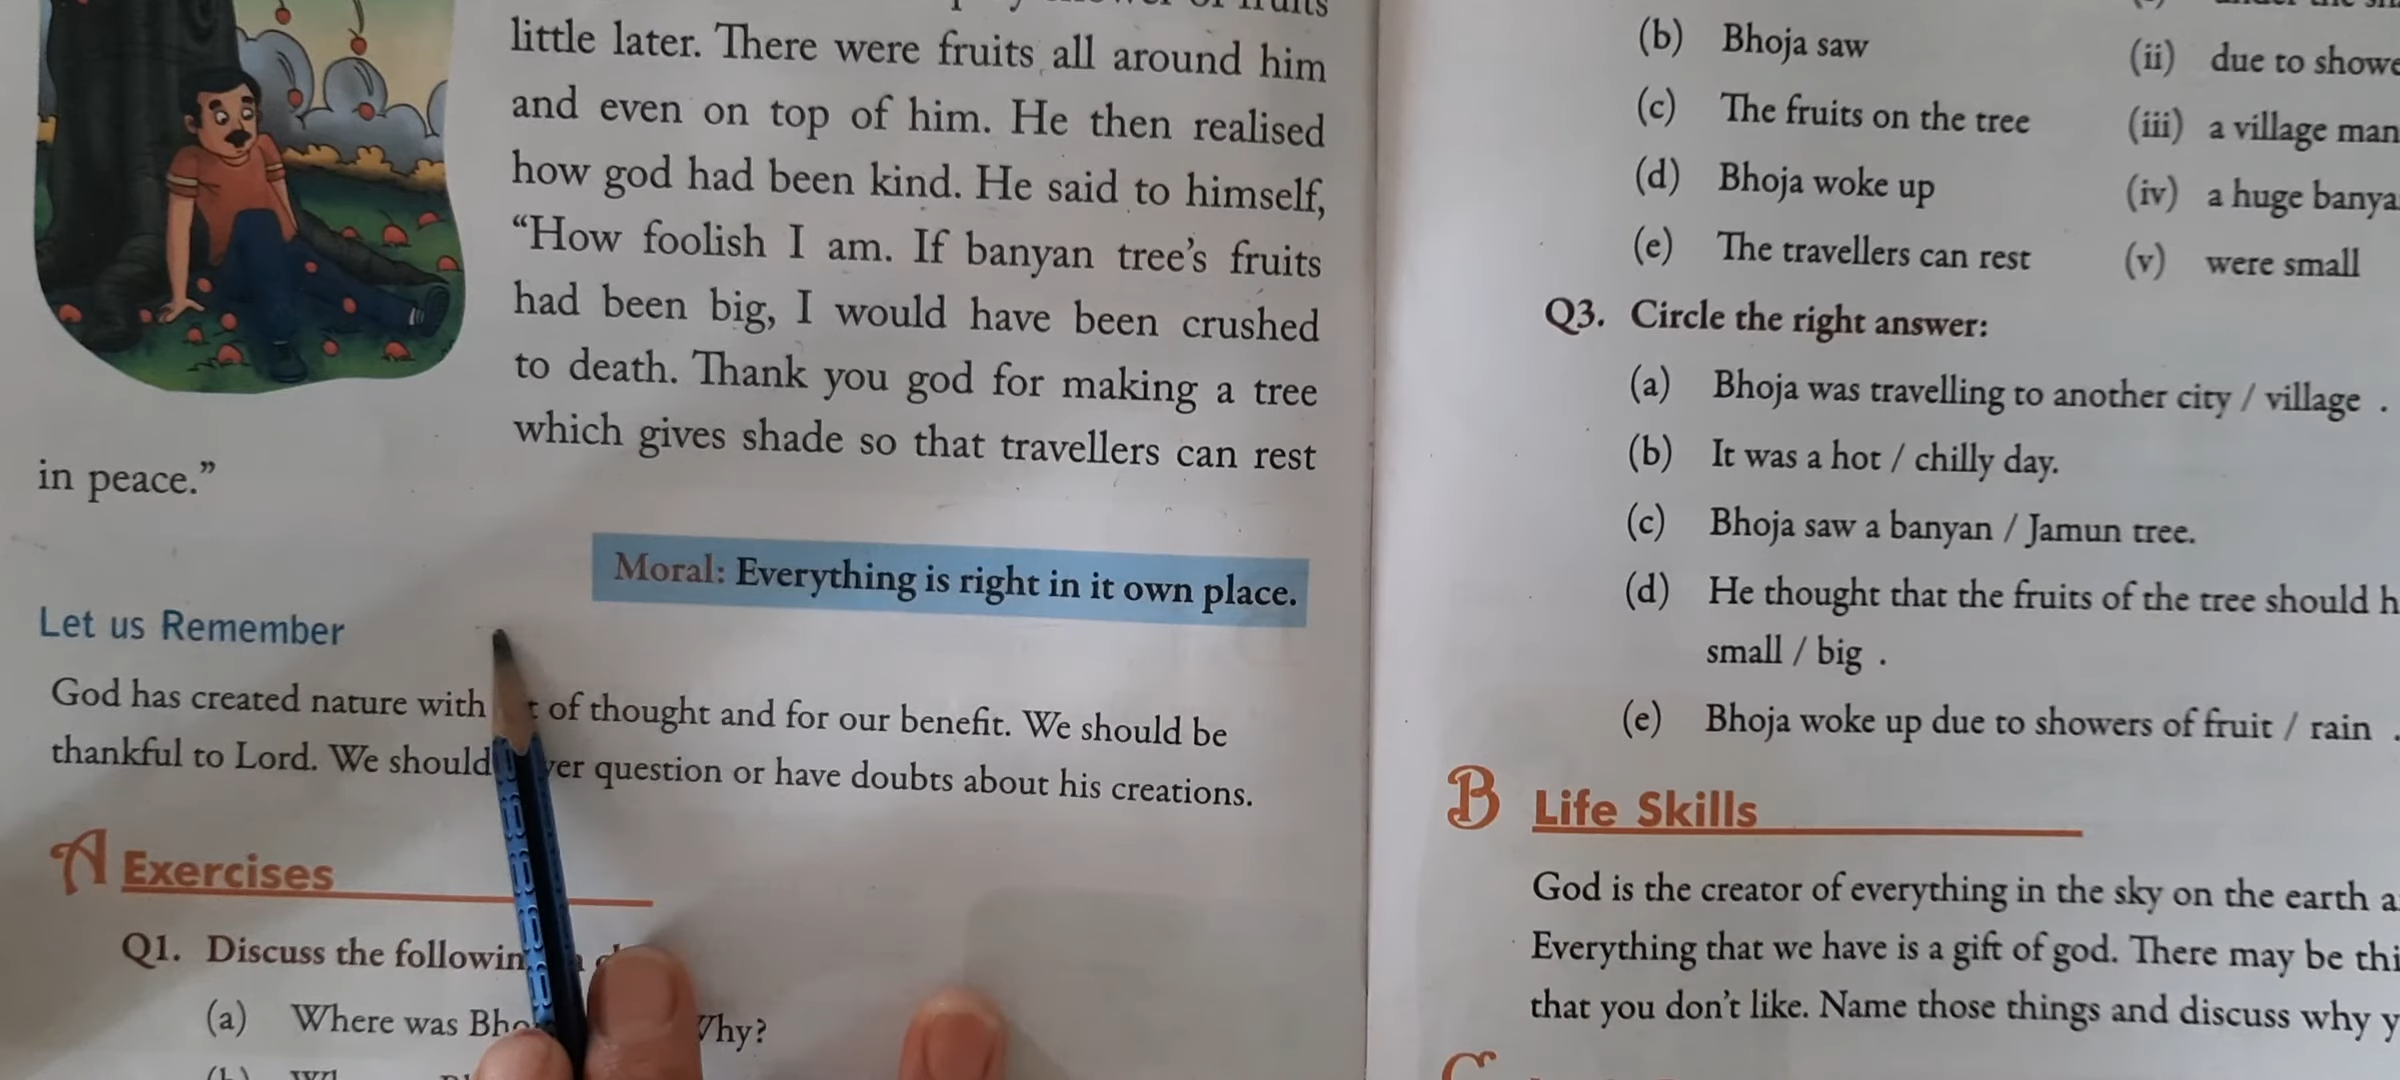 little later. There were fruits all around him
and even on top of him. He then realised
how god had been kind. He said to himself,
“How foolish I am. If banyan tree’s fruits
had been big, I would have been crushed
to death. Thank you god for making a tree
which gives shade so that travellers can rest
in peace.”
Moral: Everything is right in it own place.
Let us Remember
God has created nature with of thought and for our benefit. We should be
thankful to Lord. We should question or have doubts about his creations.
A Exercises
Q1. Discuss the
(a) Where was Why?
(b) Bhoja saw
(ii) due to
(c) The fruits on the tree
(iii) a village
(d) Bhoja woke up
(iv) a huge
(e) The travellers can rest
(v) were small
Q3. Circle the right answer:
(a) Bhoja was travelling to another city / village .
(b) It was a hot / chilly day.
(c) Bhoja saw a banyan / Jamun tree.
(d) He thought that the fruits of the tree should
small / big .
(e) Bhoja woke up due to showers of fruit / rain .
B Life Skills
God is the creator of everything in the sky on the earth
Everything that we have is a gift of god. There may be
that you don’t like. Name those things and discuss why